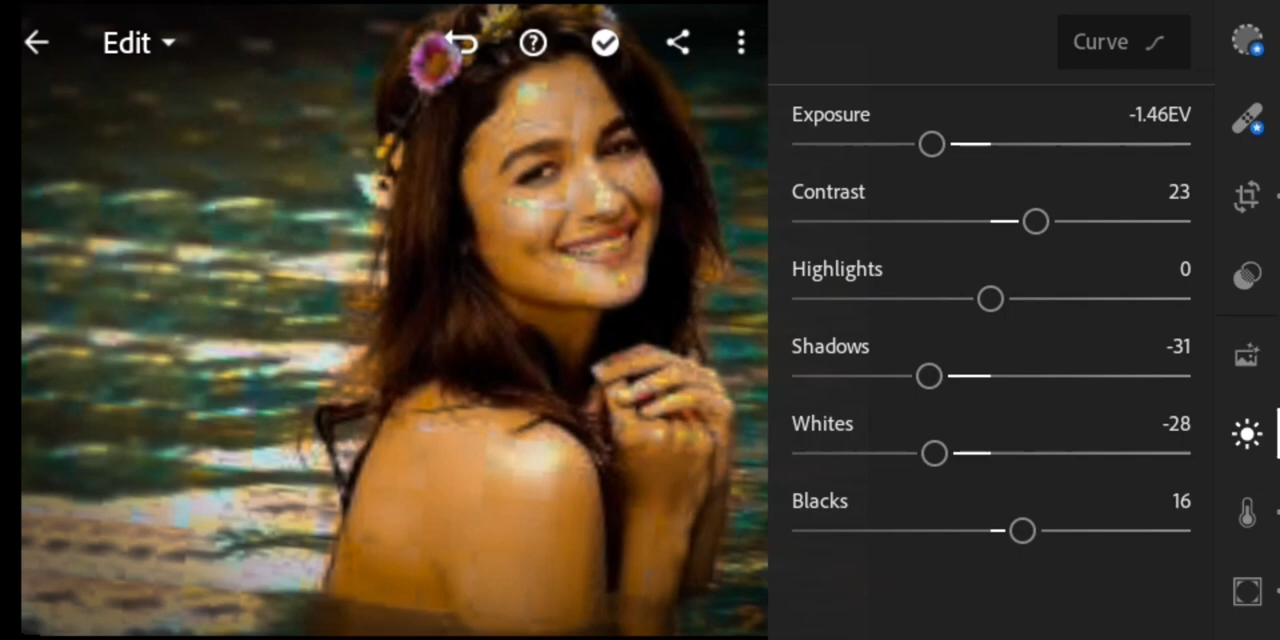 Edit
Curve
Exposure -1.46EV
Contrast 23
Highlights 0
Shadows -31
Whites -28
Blacks 16